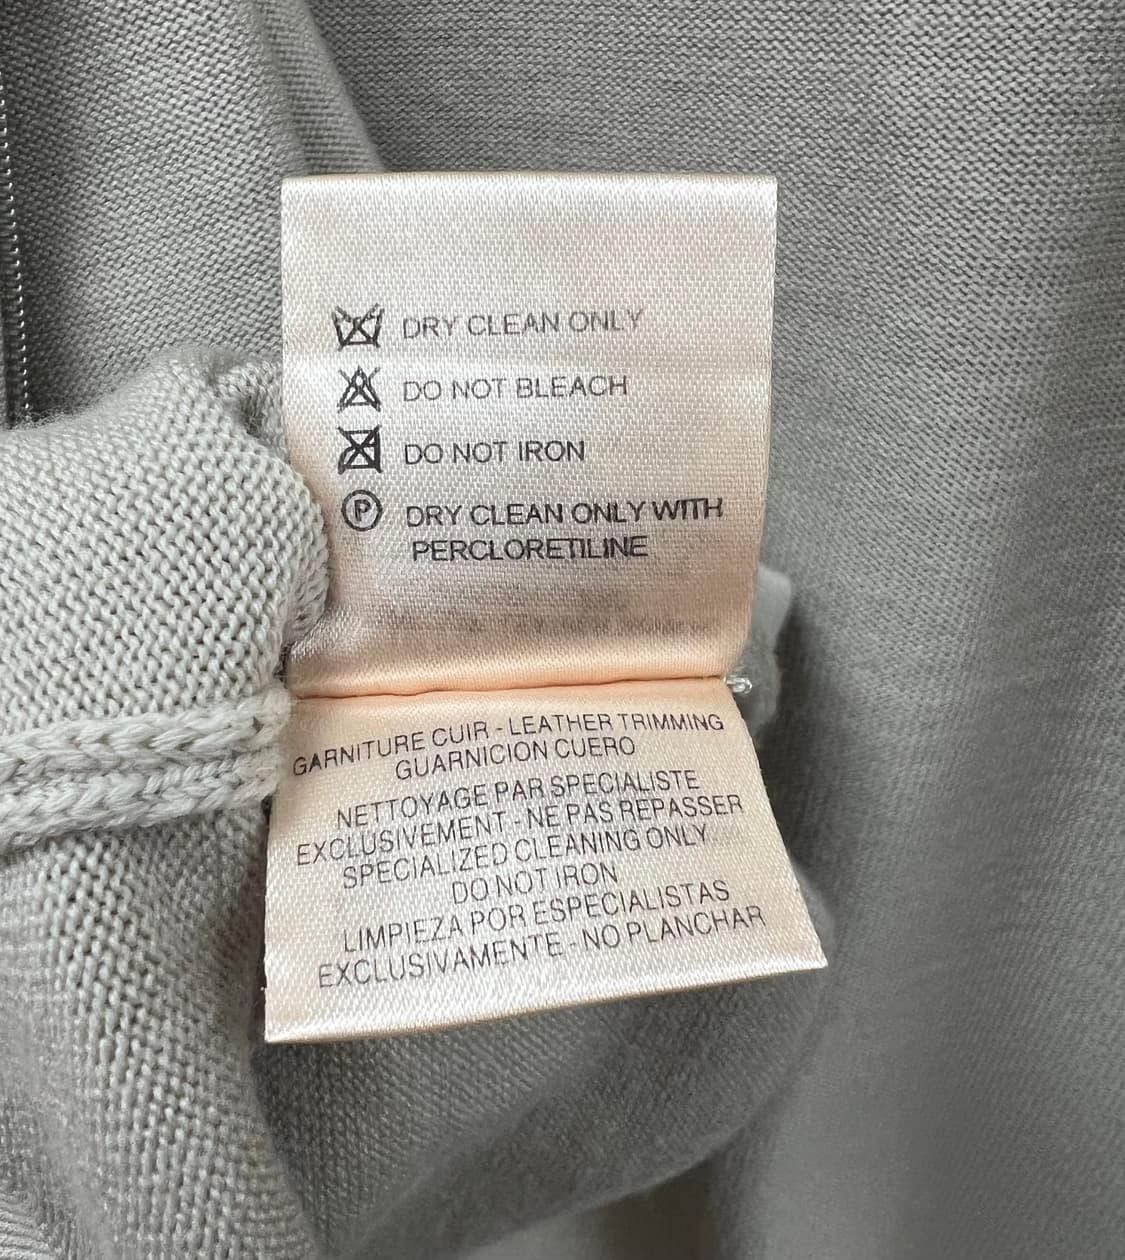 DRY CLEAN ONLY
DO NOT BLEACH
DO NOT IRON
P DRY CLEAN ONLY WITH
PERCLORETILINE
GARNITURE CUIR - LEATHER TRIMMING
GUARNICION CUERO
NETTOYAGE PAR SPECIALISTE
EXCLUSIVEMENT - NE PAS REPASSER
SPECIALIZED CLEANING ONLY
DO NOT IRON
LIMPIEZA POR ESPECIALISTAS
EXCLUSIVAMENTE - NO PLANCHAR